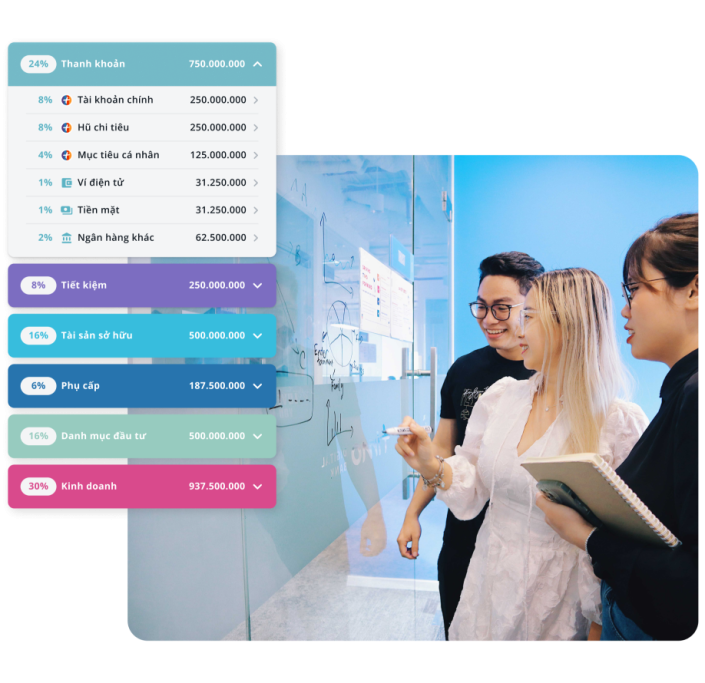 24% Thanh khoản 750.000.000
8% Tài khoản chính 250.000.000
8% Hũ chi tiêu 250.000.000
4% Mục tiêu cá nhân 125.000.000
1% Ví điện tử 31.250.000
1% Tiền mặt 31.250.000
2% Ngân hàng khác 62.500.000
8% Tiết kiệm 250.000.000
16% Tài sản sở hữu 500.000.000
6% Phụ cấp 187.500.000
16% Danh mục đầu tư 500.000.000
30% Kinh doanh 937.500.000